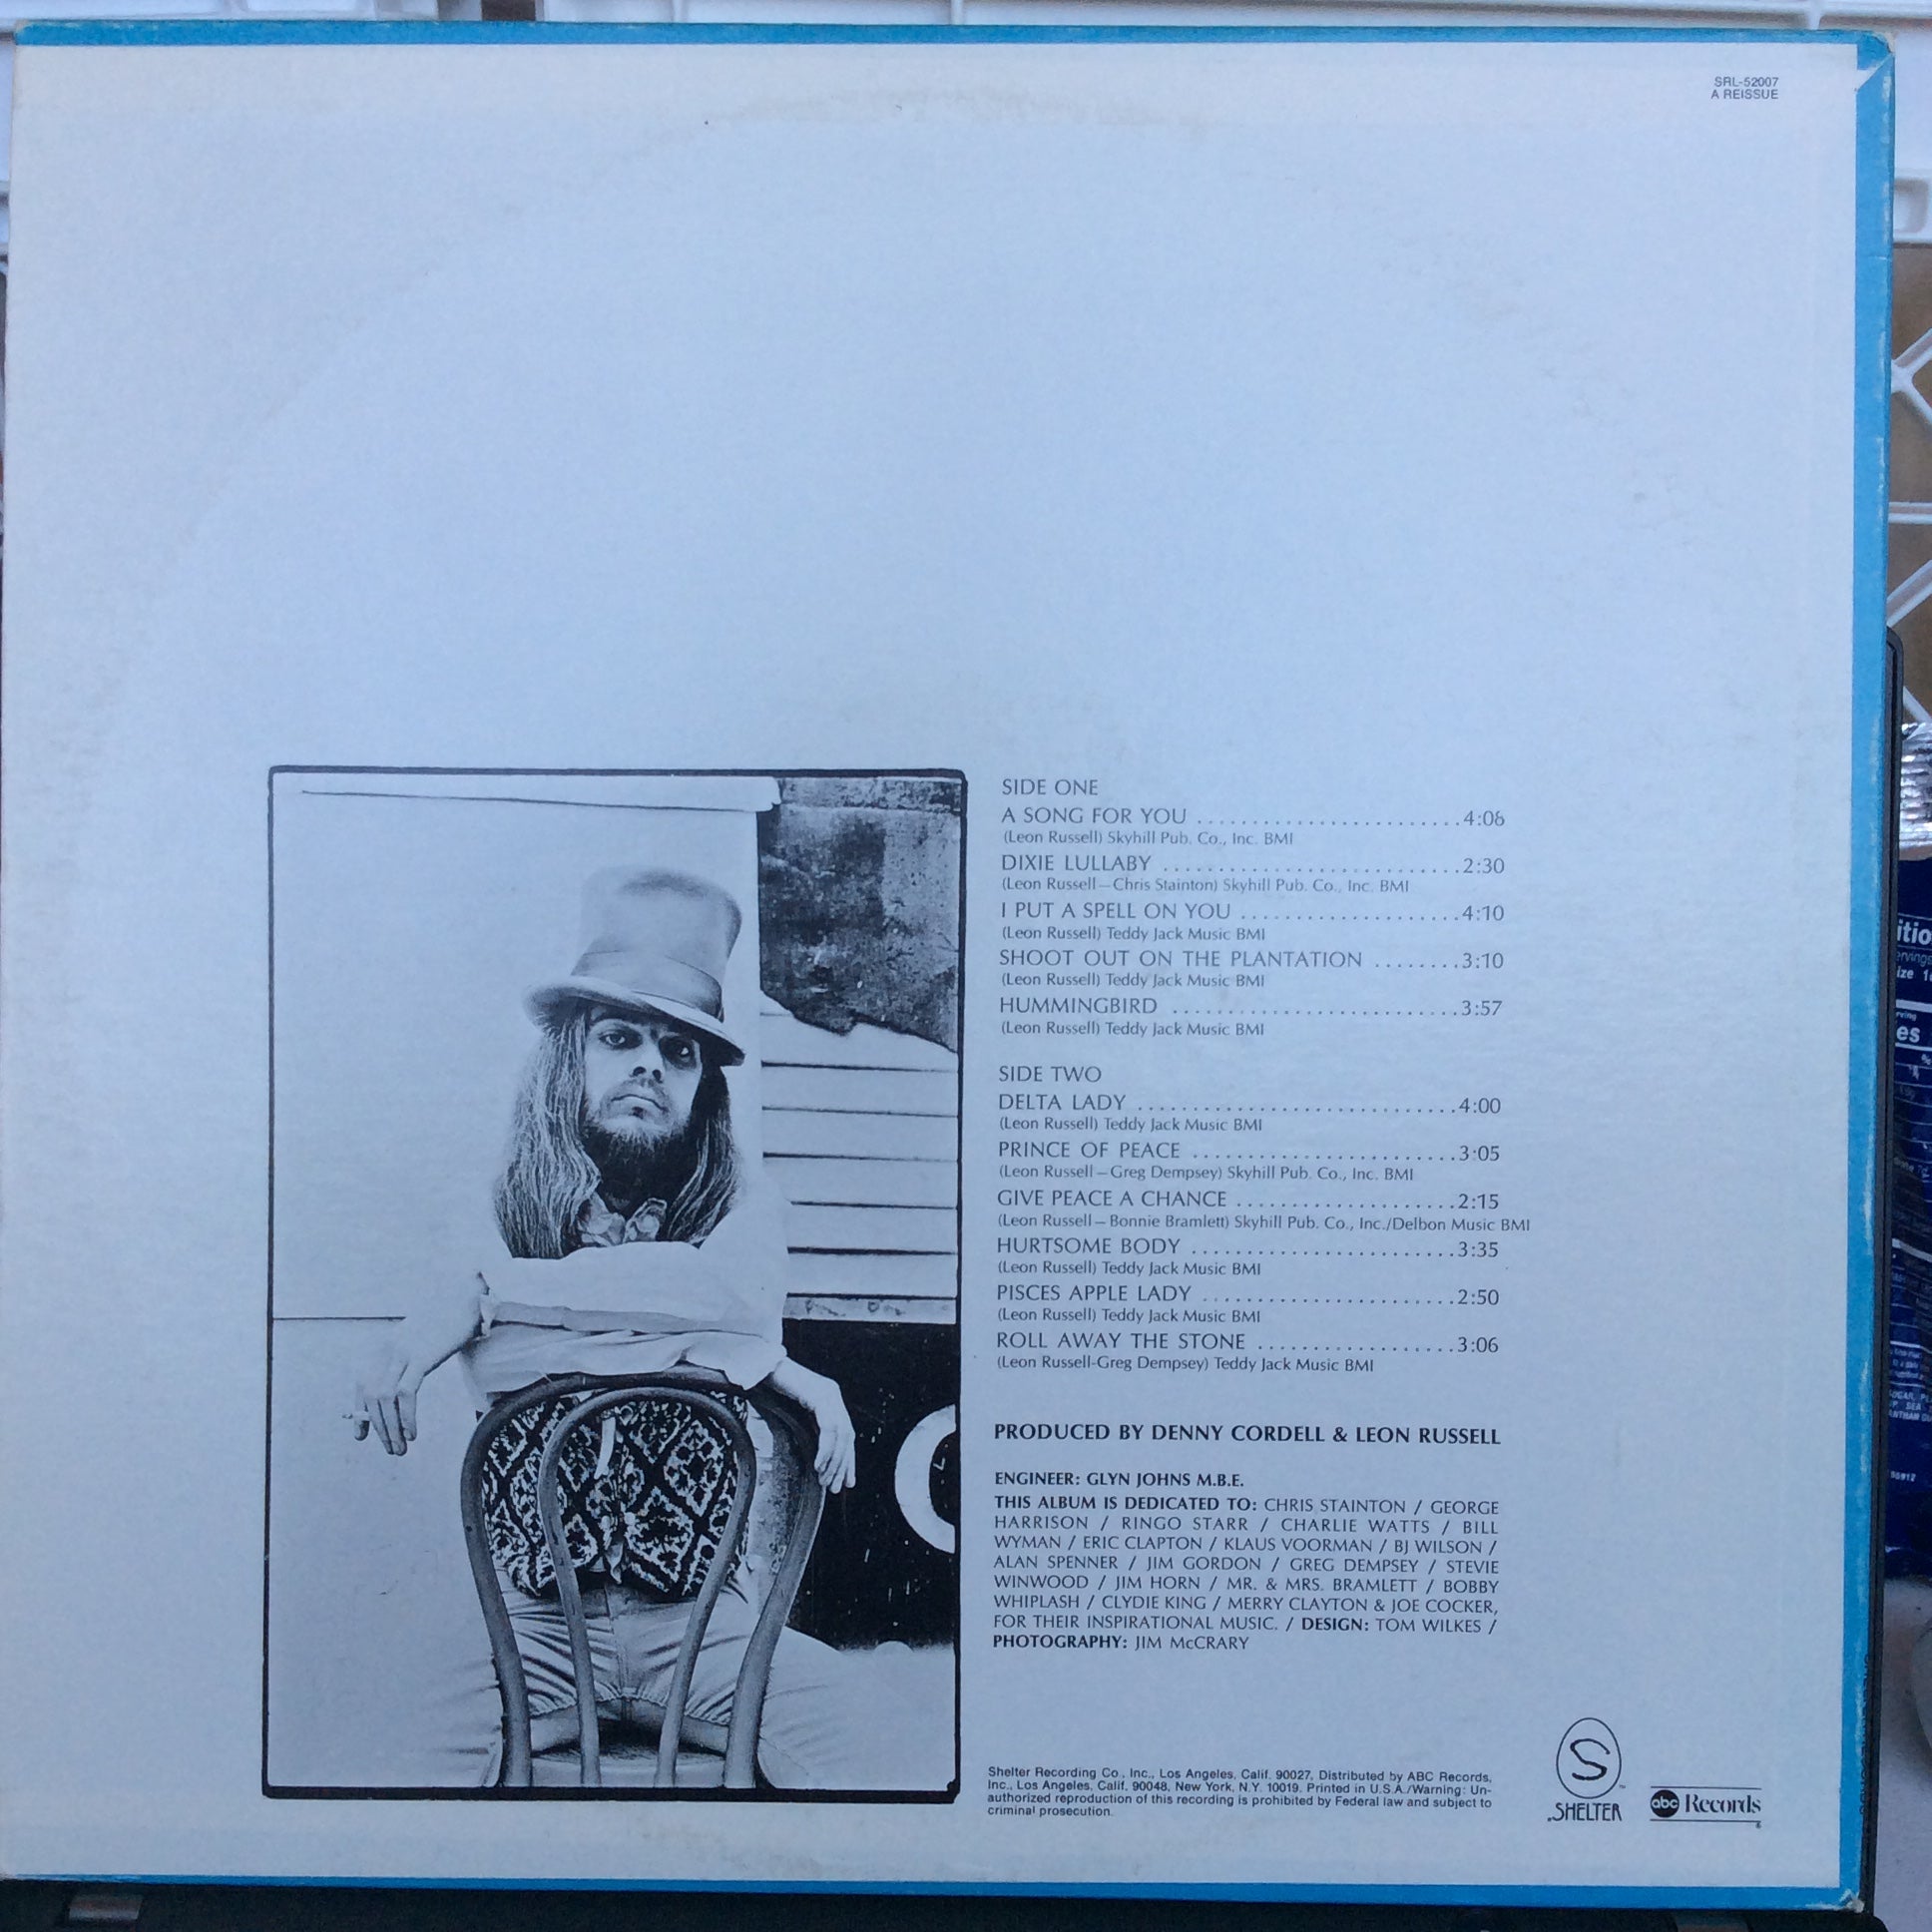 SRL-52007
A REISSUE
SIDE ONE
A SONG FOR YOU ........................4:08
(Leon Russell) Skyhill Pub. Co., Inc. BMI
DIXIE LULLABY ...........................2:30
(Leon Russell—Chris Stainton) Skyhill Pub. Co., Inc. BMI
I PUT A SPELL ON YOU ...................4:10
(Leon Russell) Teddy Jack Music BMI
SHOOT OUT ON THE PLANTATION ........3:10
(Leon Russell) Teddy Jack Music BMI
HUMMINGBIRD ..........................3:57
(Leon Russell) Teddy Jack Music BMI
SIDE TWO
DELTA LADY .............................4:00
(Leon Russell) Teddy Jack Music BMI
PRINCE OF PEACE ........................3:05
(Leon Russell—Greg Dempsey) Skyhill Pub. Co., Inc. BMI
GIVE PEACE A CHANCE ....................2:15
(Leon Russell—Bonnie Bramlett) Skyhill Pub. Co., Inc./Delbon Music BMI
HURTSOME BODY ........................3:35
(Leon Russell) Teddy Jack Music BMI
PISCES APPLE LADY .......................2:50
(Leon Russell) Teddy Jack Music BMI
ROLL AWAY THE STONE ..................3:06
(Leon Russell-Greg Dempsey) Teddy Jack Music BMI
PRODUCED BY DENNY CORDELL & LEON RUSSELL
ENGINEER: GLYN JOHNS M.B.E.
THIS ALBUM IS DEDICATED TO: CHRIS STAINTON / GEORGE
HARRISON / RINGO STARR / CHARLIE WATTS / BILL
WYMAN / ERIC CLAPTON / KLAUS VOORMAN / BJ WILSON /
ALAN SPENNER / JIM GORDON / GREG DEMPSEY / STEVIE
WINWOOD / JIM HORN / MR. & MRS. BRAMLETT / BOBBY
WHIPLASH / CLYDIE KING / MERRY CLAYTON & JOE COCKER,
FOR THEIR INSPIRATIONAL MUSIC. / DESIGN: TOM WILKES /
PHOTOGRAPHY: JIM McCRARY
Shelter Recording Co., Inc., Los Angeles, Calif. 90027, Distributed by ABC Records,
Inc., Los Angeles, Calif. 90048, New York, N.Y. 10019. Printed in U.S.A./Warning: Un-
authorized reproduction of this recording is prohibited by Federal law and subject to
criminal prosecution.
S
SHELTER
abc Records